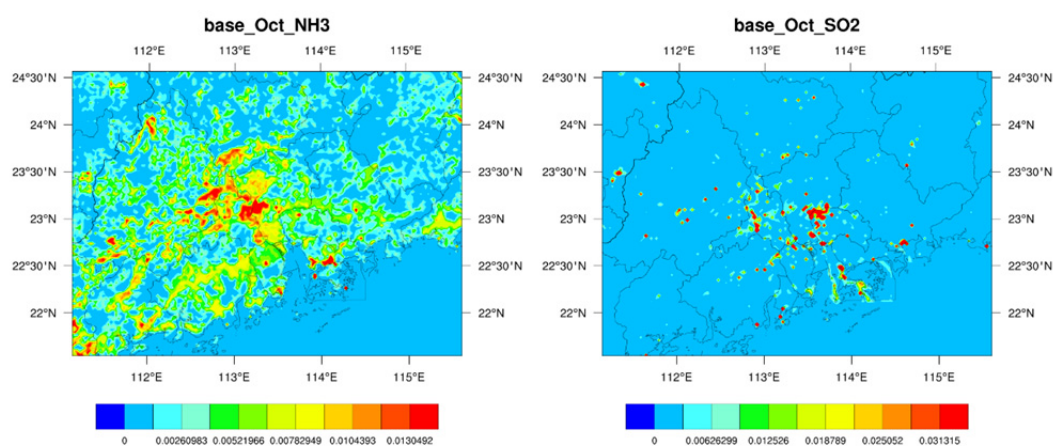 base_Oct_NH3
base_Oct_SO2
112°E 113°E 114°E 115°E
112°E 113°E 114°E 115°E
24°30'N 24°30'N 24°30'N 24°30'N
24°N 24°N 24°N 24°N
23°30'N 23°30'N 23°30'N 23°30'N
23°N 23°N 23°N 23°N
22°30'N 22°30'N 22°30'N 22°30'N
22°N 22°N 22°N 22°N
112°E 113°E 114°E 115°E
112°E 113°E 114°E 115°E
0 0.00260983 0.00521966 0.00782949 0.0104393 0.0130492
0 0.00626299 0.012526 0.018789 0.025052 0.031315